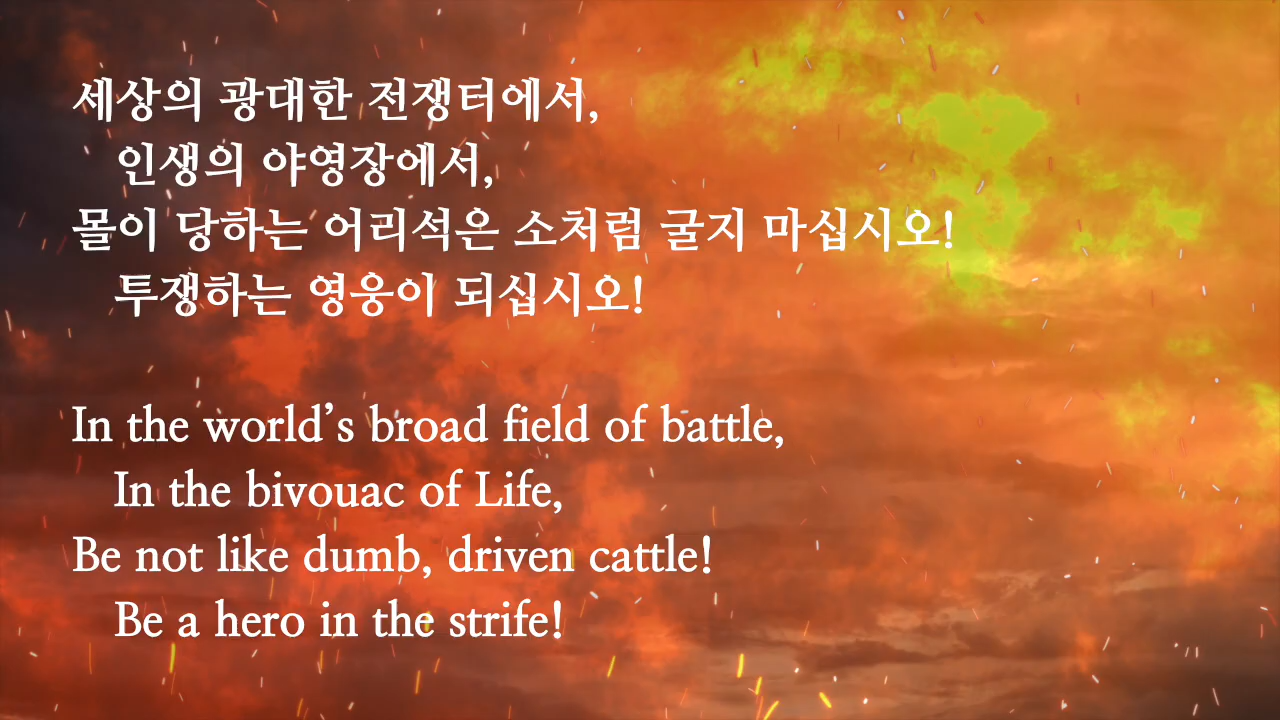 세상의 광대한 전쟁터에서,
인생의 야영장에서,
몰이 당하는 어리석은 소처럼 굴지 마십시오!
투쟁하는 영웅이 되십시오!
In the world’s broad field of battle,
In the bivouac of Life,
Be not like dumb, driven cattle!
Be a hero in the strife!